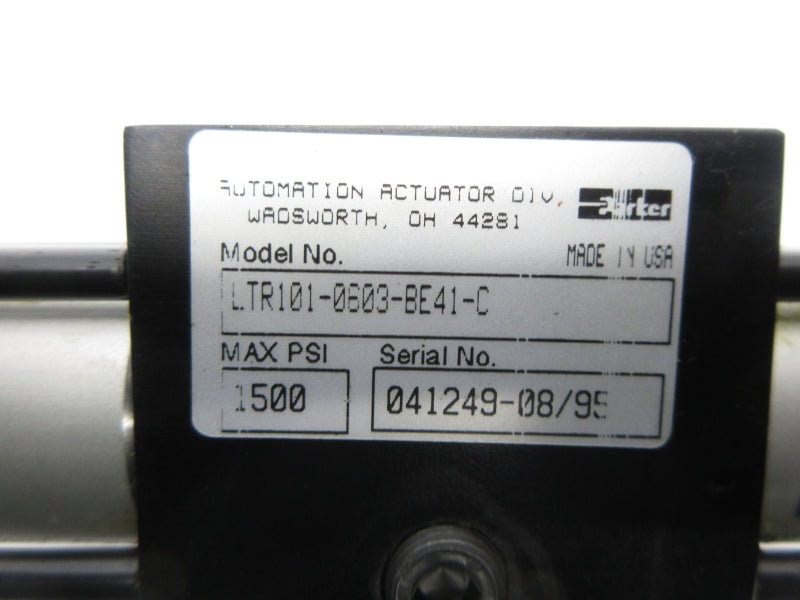 AUTOMATION ACTUATOR DIV.
WADSWORTH, OH 44281
Parker
Model No.
MADE IN USA
LTR101-0603-BE41-C
MAX PSI
Serial No.
1500
041249-08/95